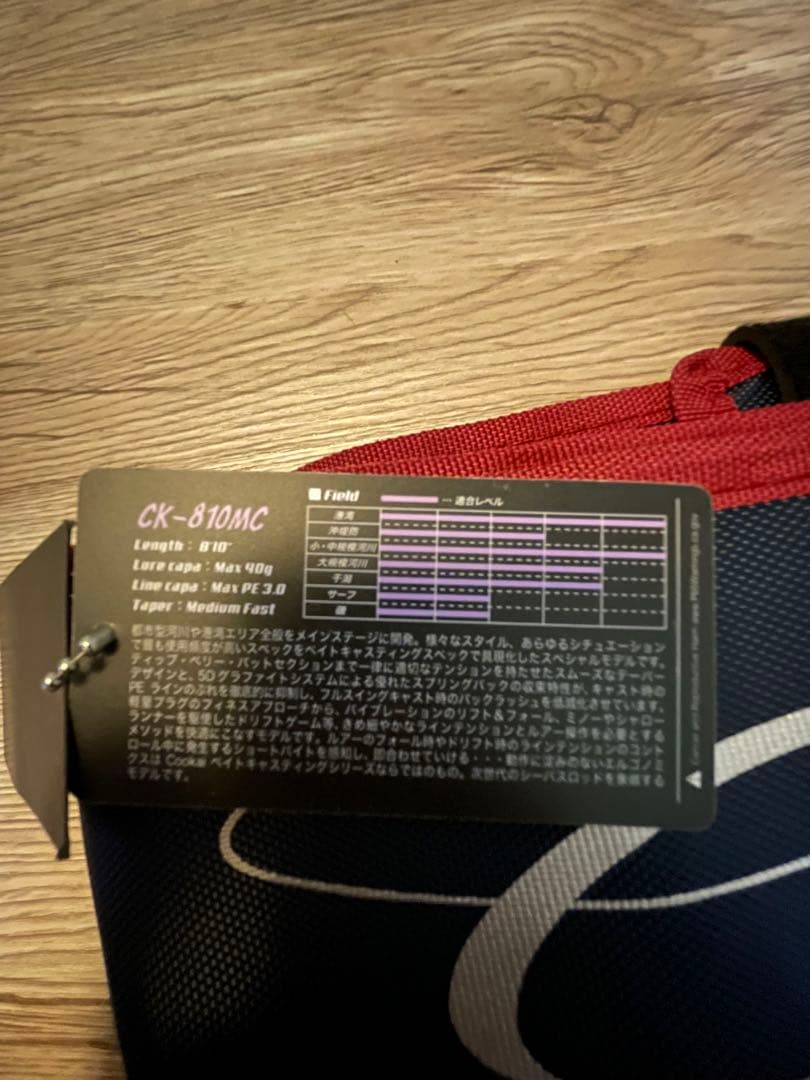 CK-810MC
Length : 8'10"
Lure capa : Max 40g
Line capa : Max PE 3.0
Taper : Medium Fast
Field … 適合レベル
港湾
沖堤防
小・中規模河川
大規模河川
干潟
サーフ
磯
都市型河川や港湾エリア全般をメインステージに開発。様々なスタイル、あらゆるシチュエーション
で最も使用頻度が高いスペックをベイトキャスティングスペックで具現化したスペシャルモデルです。
ティップ・ベリー・バットセクションまで一律に適切なテンションを持たせたスムーズなテーパー
デザインと、5Dグラファイトシステムによる優れたスプリングバックの収束特性が、キャスト時の
PEラインのぶれを徹底的に抑制し、フルスイングキャスト時のバックラッシュを低減化させています。
軽量プラグのフィネスアプローチから、バイブレーションのリフト&フォール、ミノーやシャロー
ランナーを駆使したドリフトゲーム等、きめ細やかなラインテンションとルアー操作を必要とする
メソッドを快適にこなすモデルです。ルアーのフォール時やドリフト時のラインテンションのコント
ロール中に発生するショートバイトを感知し、即合わせていける・・・動作に淀みのないエルゴノミ
クスは Cookai ベイトキャスティングシリーズならではのもの。次世代のシーバスロッドを象徴する
モデルです。